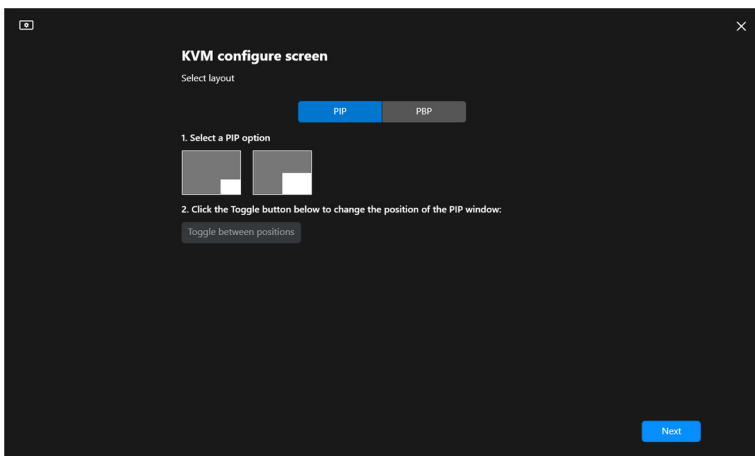 KVM configure screen
Select layout
PIP PBP
1. Select a PIP option
2. Click the Toggle button below to change the position of the PIP window:
Toggle between positions
Next